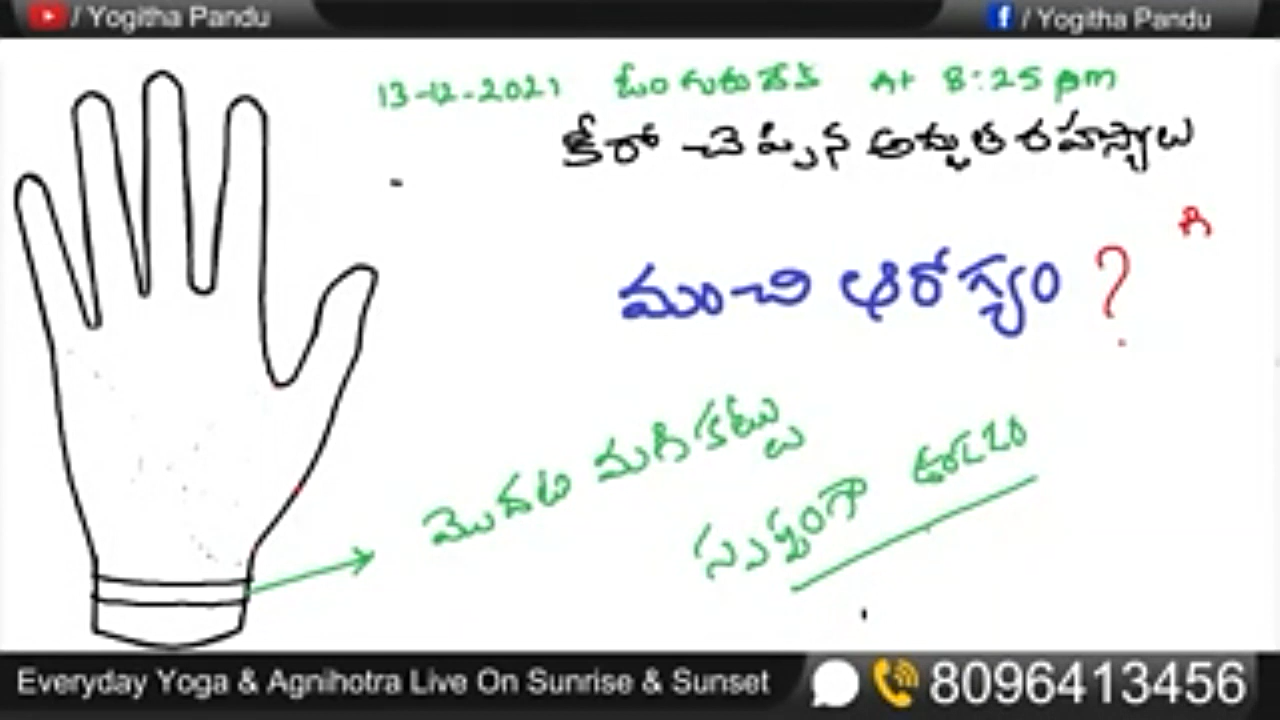 / Yogitha Pandu
/ Yogitha Pandu
13-12-2021 ఓం గురుదేవ At 8:25 pm
కీరో చెప్పిన అద్భుత రహస్యాలు
మంచి ఆరోగ్యం ?
మొదటి మణికట్టు
స్పష్టంగా ఉండటం
Everyday Yoga & Agnihotra Live On Sunrise & Sunset
8096413456